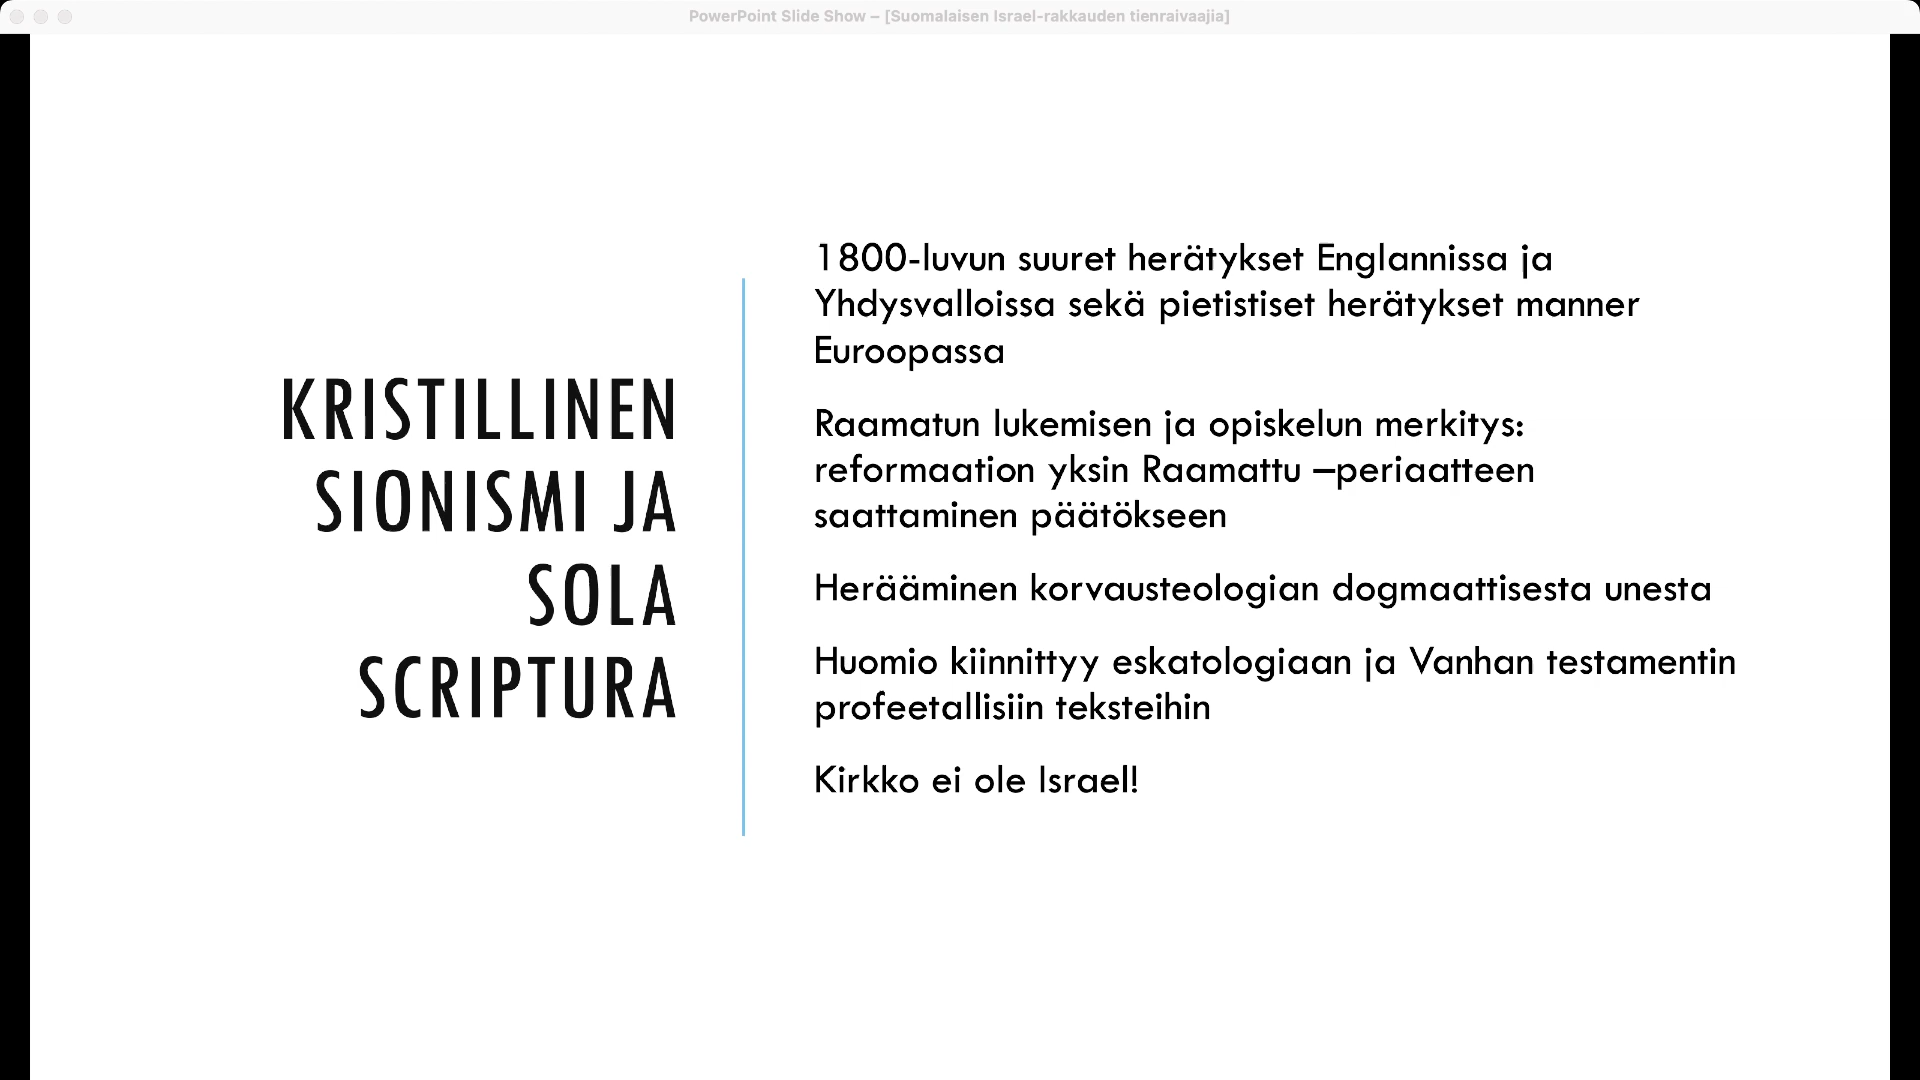 PowerPoint Slide Show – [Suomalaisen Israel-rakkauden tienraivaajia]
KRISTILLINEN
SIONISMI JA
SOLA
SCRIPTURA
1800-luvun suuret herätykset Englannissa ja
Yhdysvalloissa sekä pietistiset herätykset manner
Euroopassa
Raamatun lukemisen ja opiskelun merkitys:
reformaation yksin Raamattu –periaatteen
saattaminen päätökseen
Herääminen korvausteologian dogmaattisesta unesta
Huomio kiinnittyy eskatologiaan ja Vanhan testamentin
profeetallisiin teksteihin
Kirkko ei ole Israel!